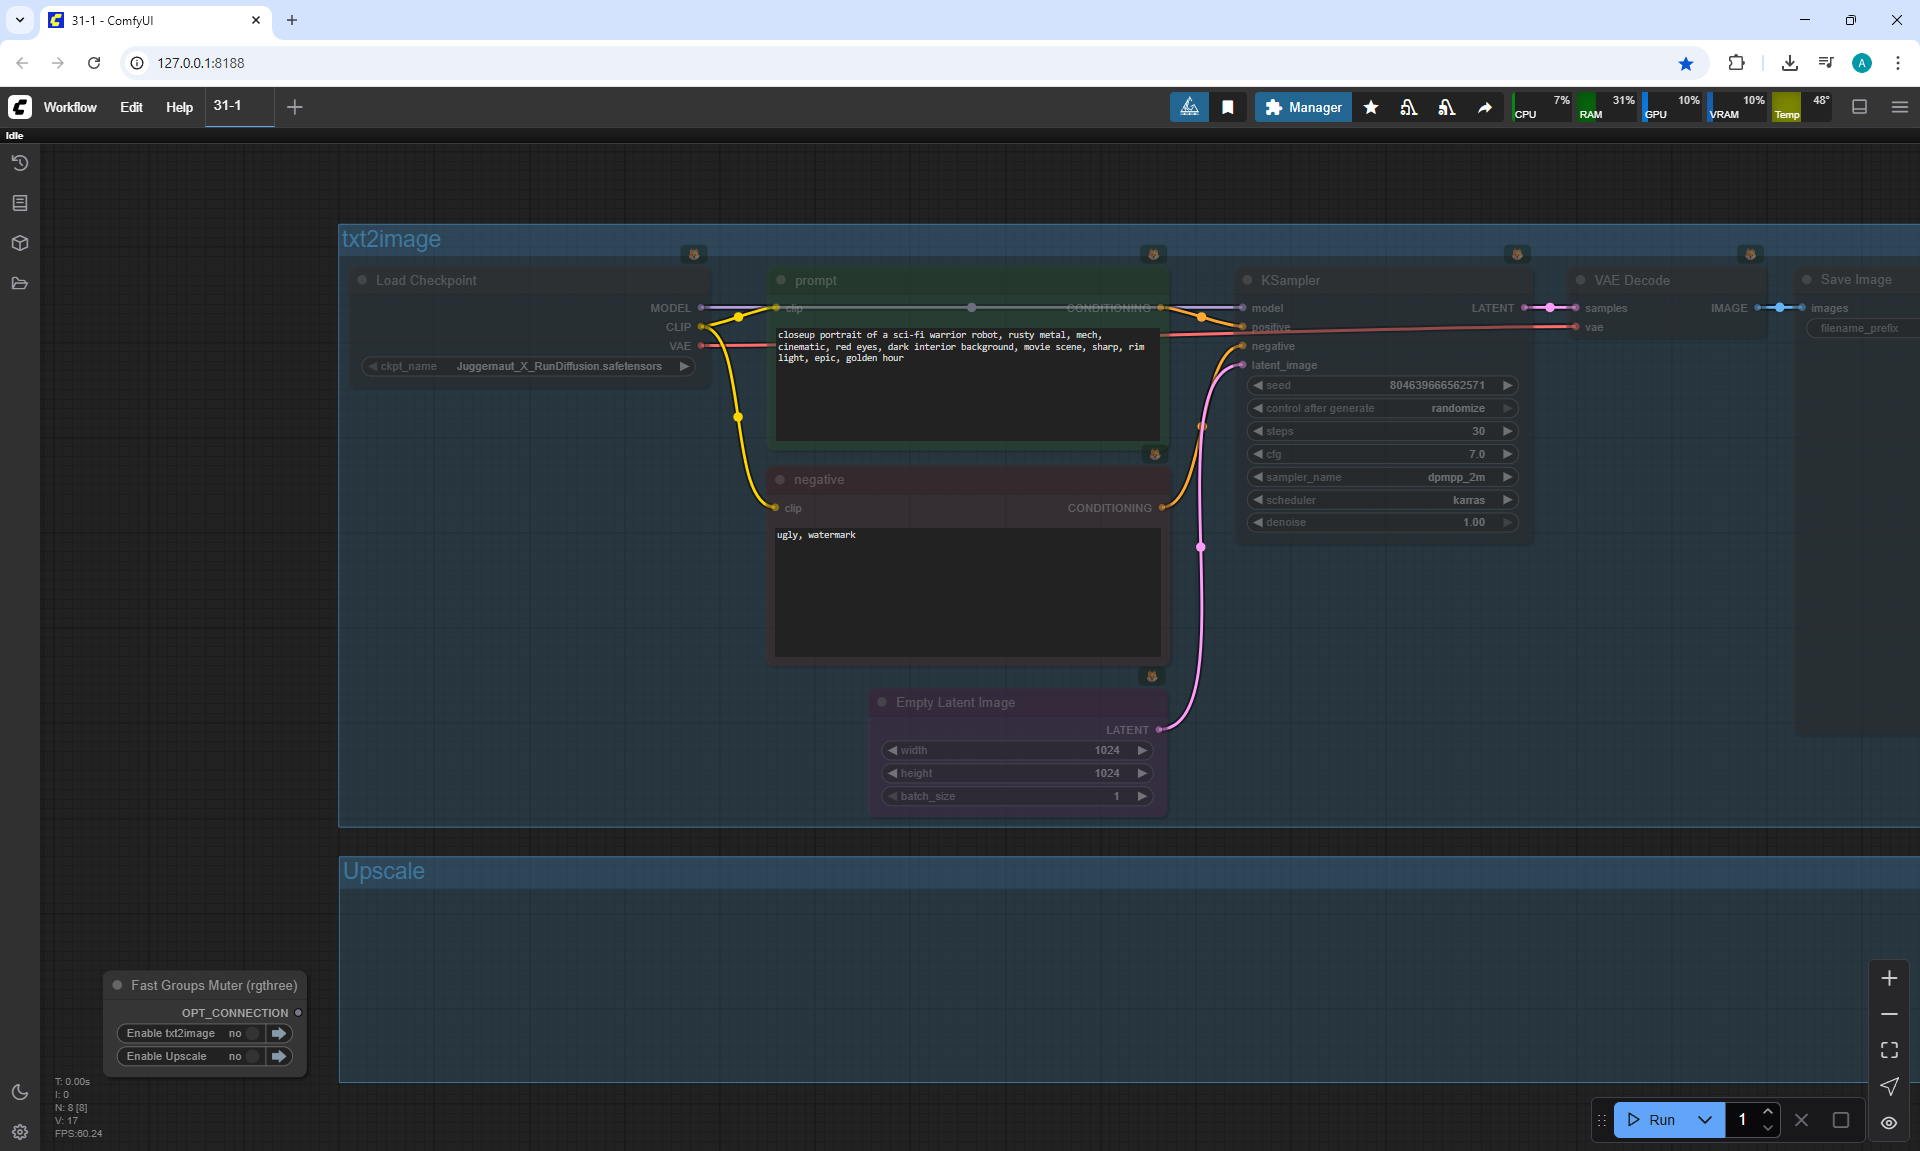 31-1 - ComfyUI
127.0.0.1:8188
A
Workflow Edit Help 31-1
Manager
7% CPU
31% RAM
10% GPU
10% VRAM
48° Temp
Idle
txt2image
Load Checkpoint
MODEL
CLIP
VAE
ckpt_name Juggernaut_X_RunDiffusion.safetensors
prompt
clip CONDITIONING
closeup portrait of a sci-fi warrior robot, rusty metal, mech,
cinematic, red eyes, dark interior background, movie scene, sharp, rim
light, epic, golden hour
negative
clip CONDITIONING
ugly, watermark
Empty Latent Image
LATENT
width 1024
height 1024
batch_size 1
KSampler
model LATENT
positive
negative
latent_image
seed 804639666562571
control after generate randomize
steps 30
cfg 7.0
sampler_name dpmpp_2m
scheduler karras
denoise 1.00
VAE Decode
samples IMAGE
vae
Save Image
images
filename_prefix
Upscale
Fast Groups Muter (rgthree)
OPT_CONNECTION
Enable txt2image no
Enable Upscale no
T: 0.00s
I: 0
N: 8 [8]
V: 17
FPS:60.24
Run 1